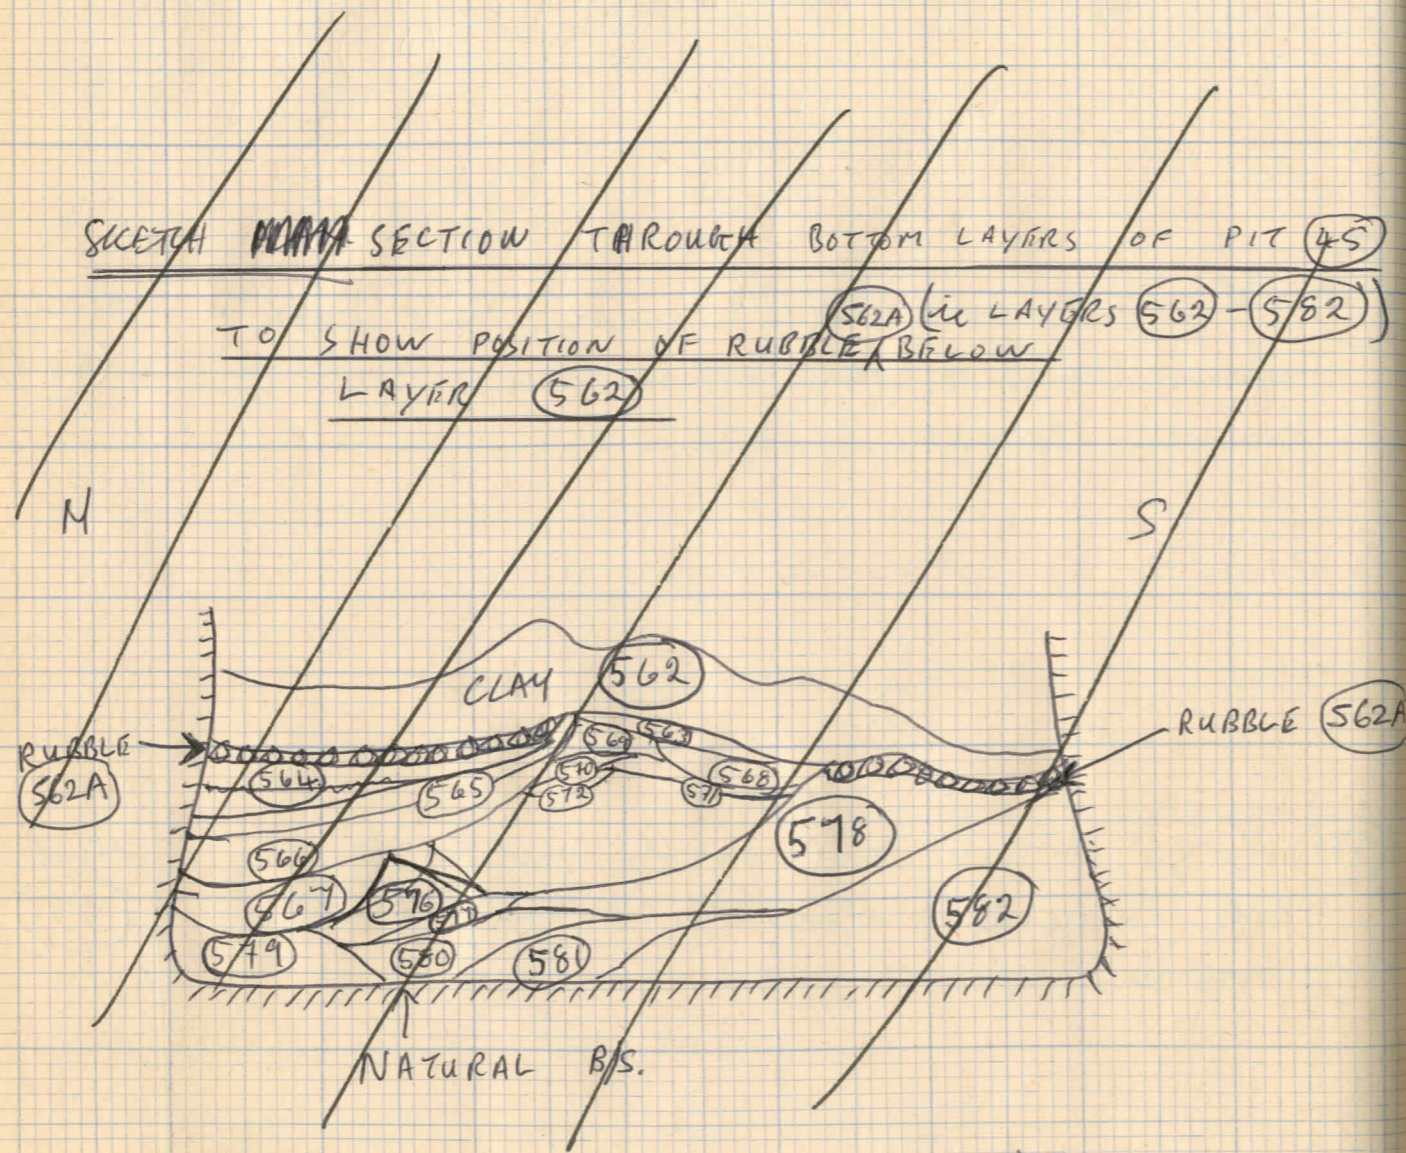 SKETCH SECTION THROUGH BOTTOM LAYERS OF PIT 45
562A (ie LAYERS 562 - 582)
TO SHOW POSITION OF RUBBLE ^ BELOW
LAYER 562
N
S
CLAY 562
RUBBLE 562A
RUBBLE 562A
569 563
564 570 568
565 572 571
578
566
567 576 577
582
579 580 581
NATURAL B/S.